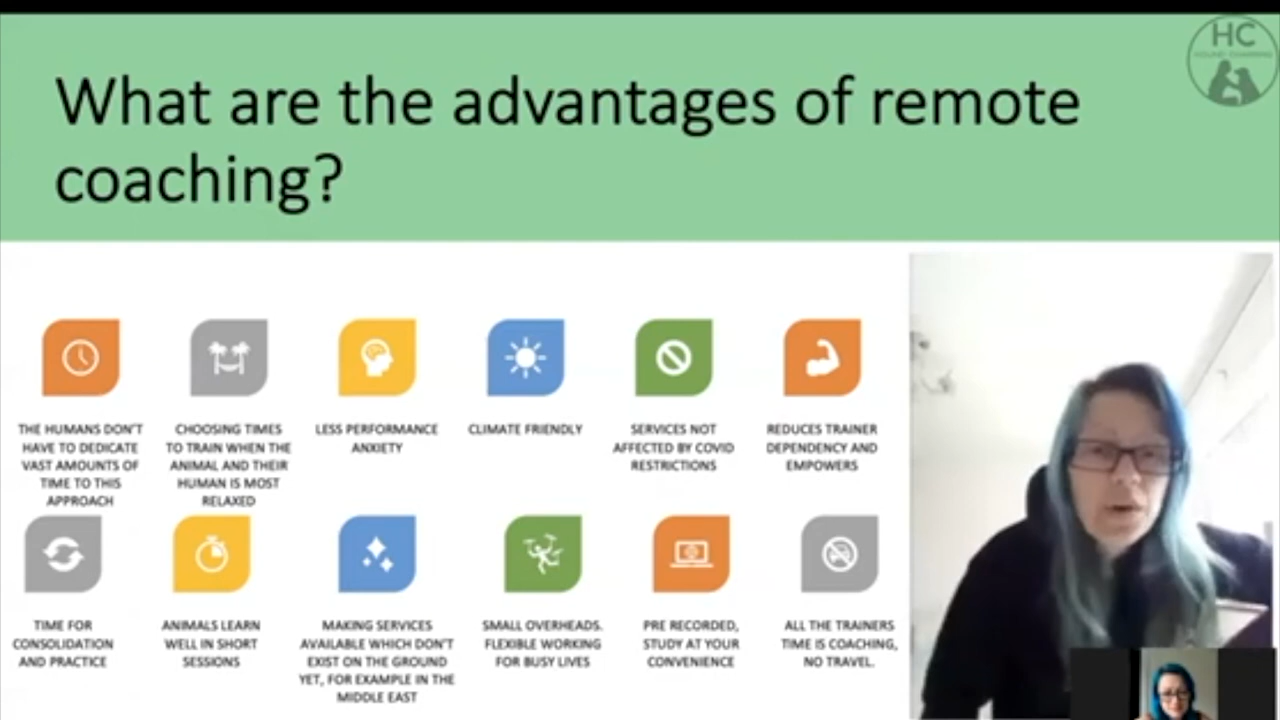 HC
What are the advantages of remote
coaching?
THE HUMANS DON'T
HAVE TO DEDICATE
VAST AMOUNTS OF
TIME TO THIS
APPROACH
CHOOSING TIMES
TO TRAIN WHEN THE
ANIMAL AND THEIR
HUMAN IS MOST
RELAXED
LESS PERFORMANCE
ANXIETY
CLIMATE FRIENDLY
SERVICES NOT
AFFECTED BY COVID
RESTRICTIONS
REDUCES TRAINER
DEPENDENCY AND
EMPOWERS
TIME FOR
CONSOLIDATION
AND PRACTICE
ANIMALS LEARN
WELL IN SHORT
SESSIONS
MAKING SERVICES
AVAILABLE WHICH DON'T
EXIST ON THE GROUND
YET, FOR EXAMPLE IN THE
MIDDLE EAST
SMALL OVERHEADS.
FLEXIBLE WORKING
FOR BUSY LIVES
PRE RECORDED,
STUDY AT YOUR
CONVENIENCE
ALL THE TRAINERS
TIME IS COACHING,
NO TRAVEL.